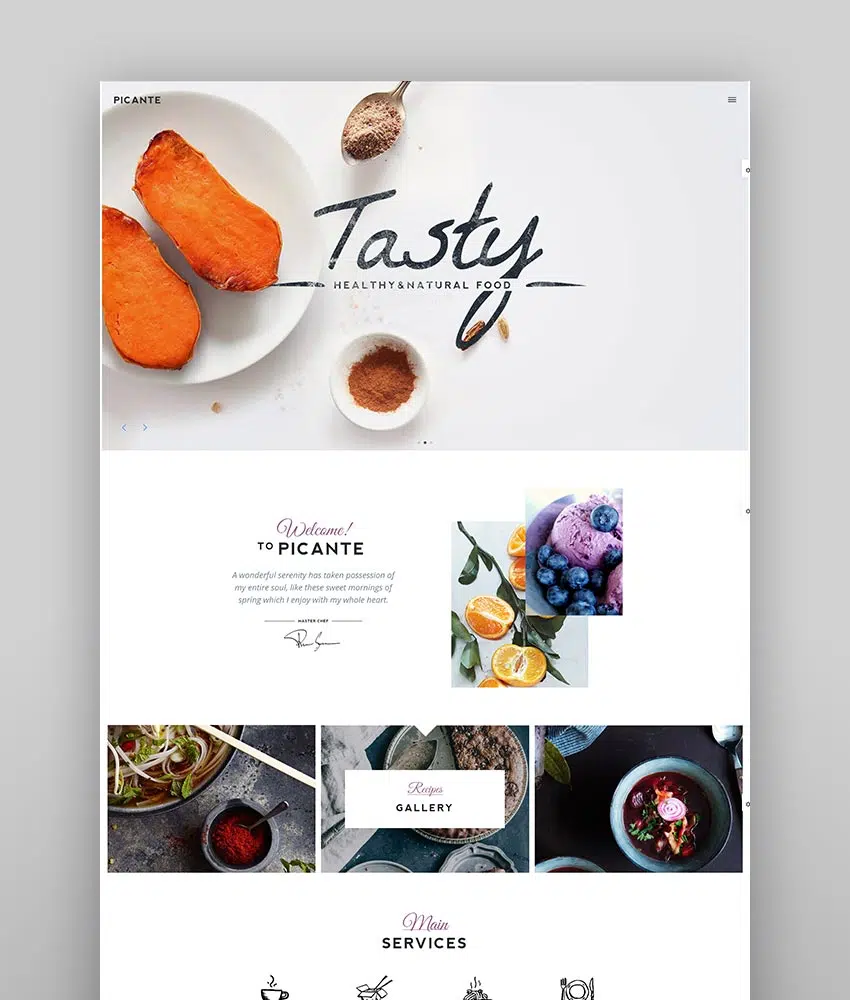 PICANTE
Tasty
HEALTHY&NATURAL FOOD
Welcome!
TO PICANTE
A wonderful serenity has taken possession of
my entire soul, like these sweet mornings of
spring which I enjoy with my whole heart.
MASTER CHEF
Recipes
GALLERY
Main
SERVICES